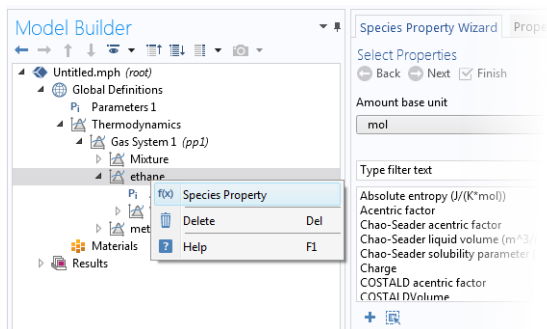 Model Builder
Untitled.mph (root)
Global Definitions
Pi Parameters 1
Thermodynamics
Gas System 1 (pp1)
Mixture
ethane
Pi
met
Materials
Results
f(x) Species Property
Delete Del
? Help F1
Species Property Wizard
Select Properties
Back Next Finish
Amount base unit
mol
Type filter text
Absolute entropy (J/(K*mol))
Acentric factor
Chao-Seader acentric factor
Chao-Seader liquid volume (m^3/
Chao-Seader solubility parameter (
Charge
COSTALD acentric factor
COSTALDVolume